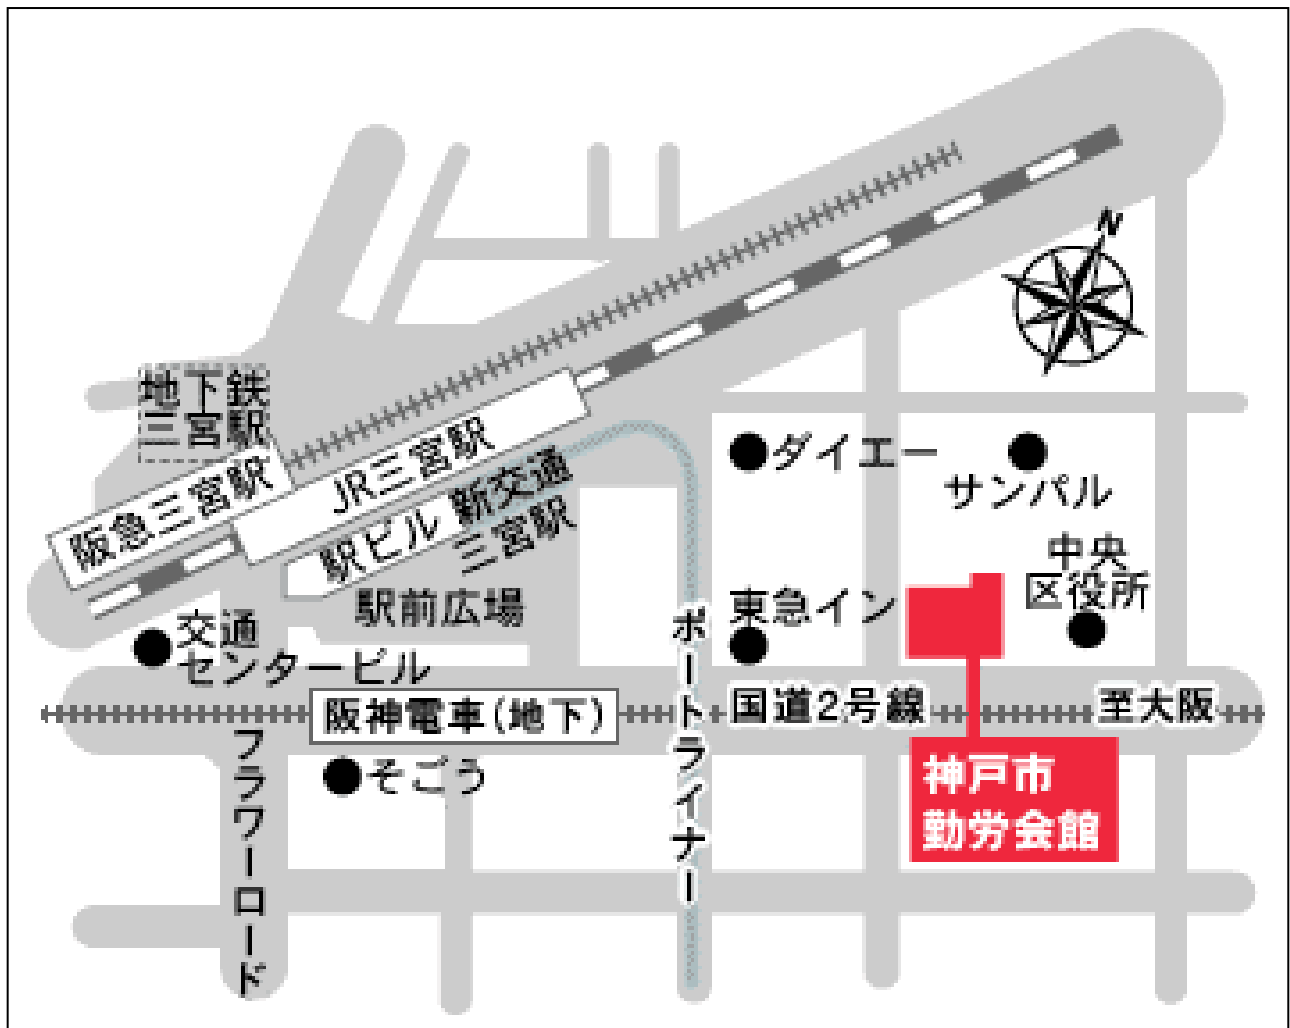 N
地下鉄
三宮駅
阪急三宮駅
JR三宮駅
駅ビル
新交通
三宮駅
駅前広場
ダイエー
サンパル
中央
区役所
東急イン
交通
センタービル
阪神電車(地下)
国道2号線
至大阪
そごう
フラワーロード
ポートライナー
神戸市
勤労会館